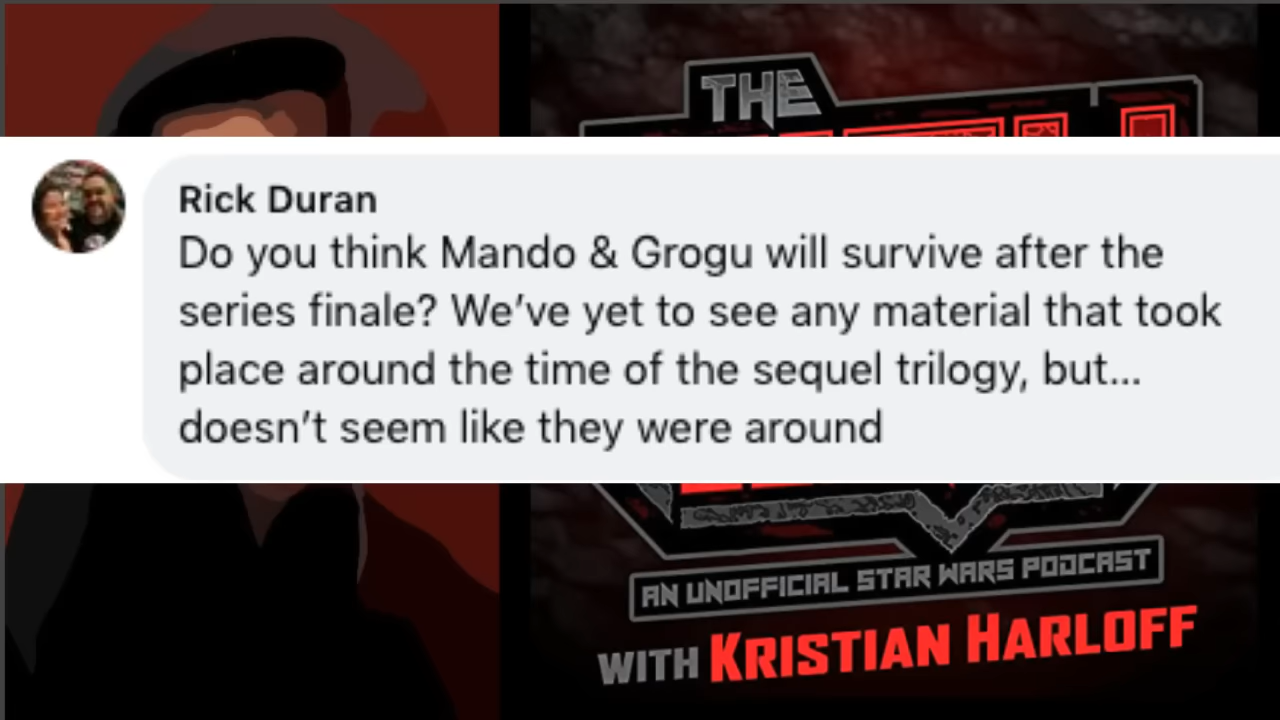 THE
Rick Duran
Do you think Mando & Grogu will survive after the
series finale? We’ve yet to see any material that took
place around the time of the sequel trilogy, but...
doesn’t seem like they were around
AN UNOFFICIAL STAR WARS PODCAST
WITH KRISTIAN HARLOFF